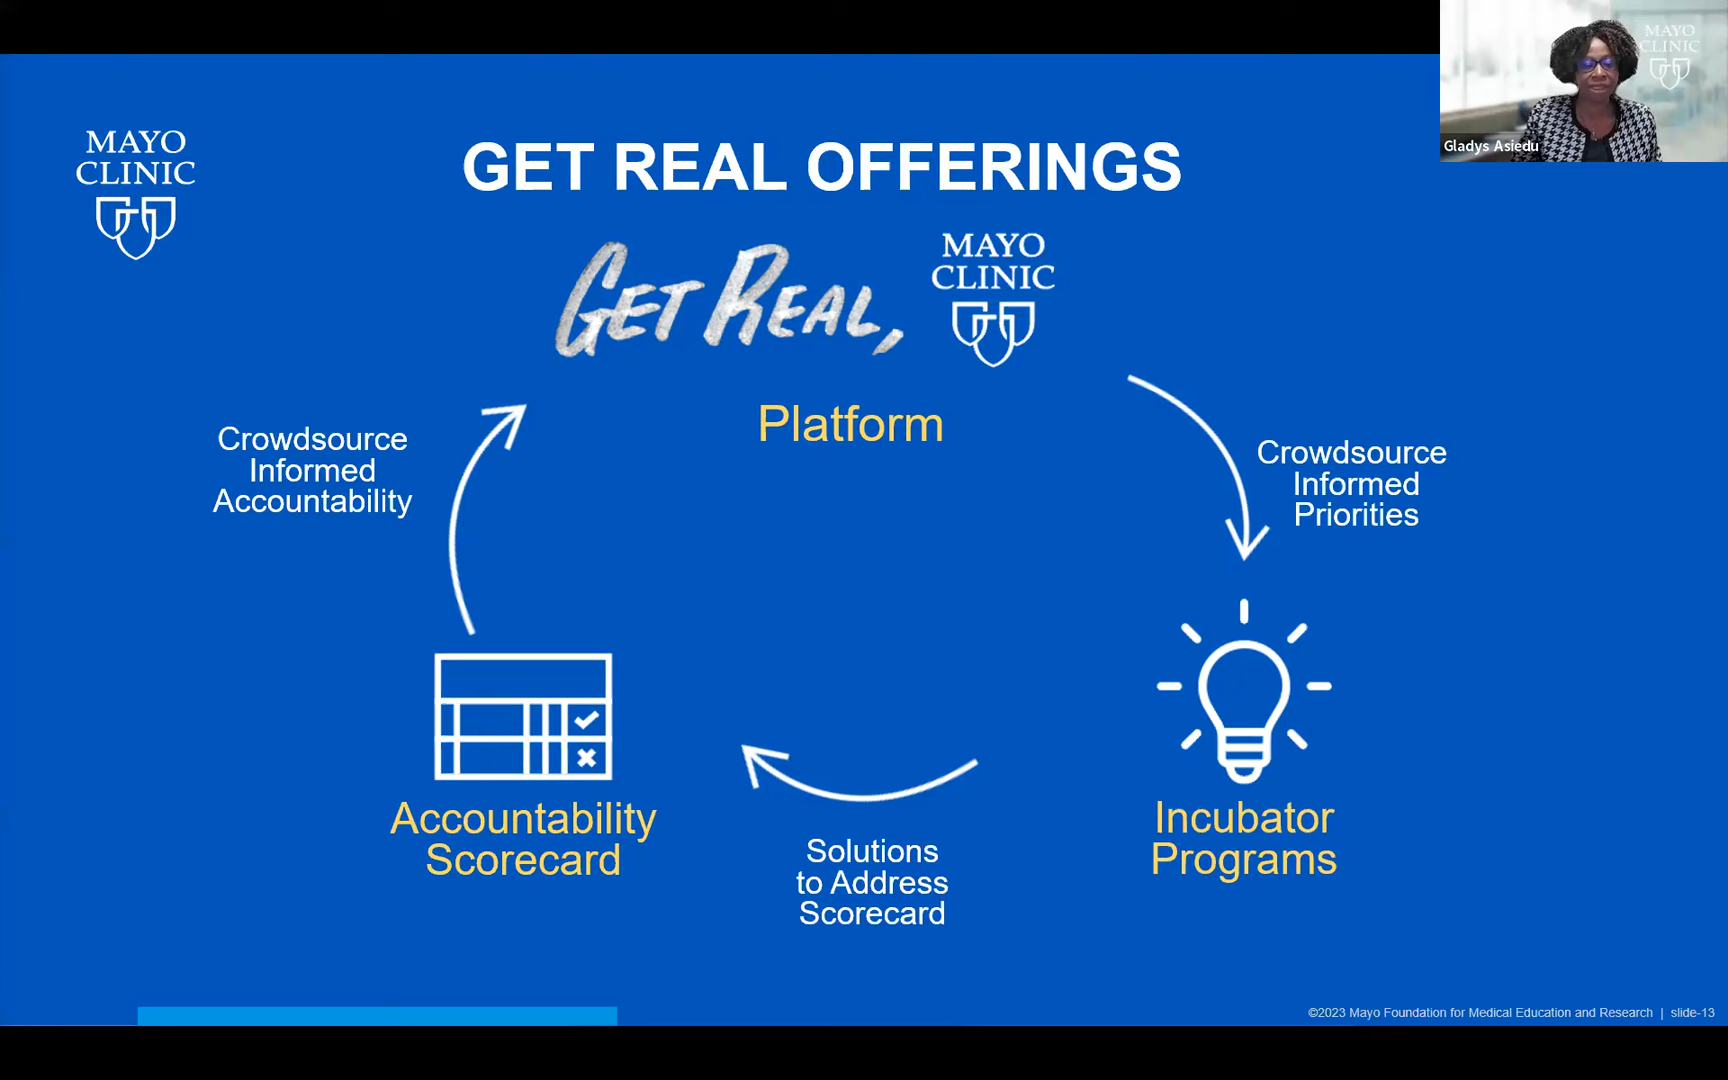 MAYO
CLINIC
Gladys Asiedu
MAYO
CLINIC
GET REAL OFFERINGS
GET REAL,
MAYO
CLINIC
Platform
Crowdsource
Informed
Accountability
Crowdsource
Informed
Priorities
Accountability
Scorecard
Solutions
to Address
Scorecard
Incubator
Programs
©2023 Mayo Foundation for Medical Education and Research | slide-13